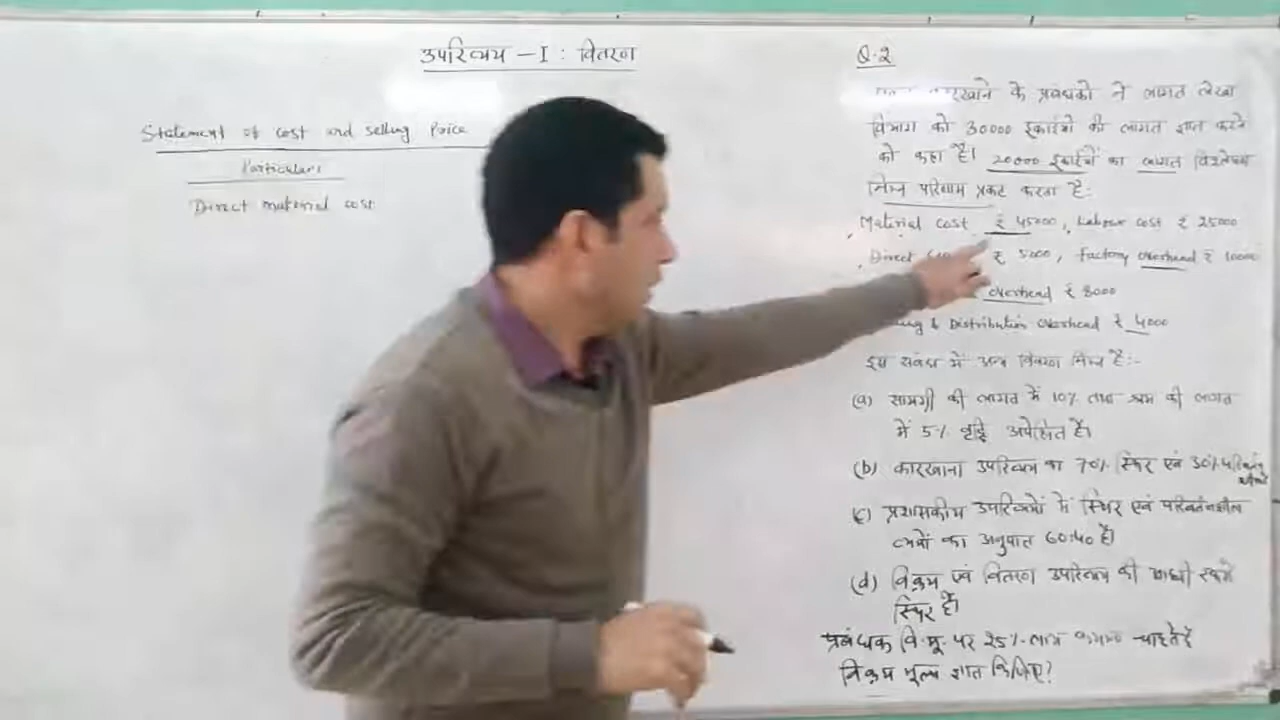 उपरिव्यय - I : वितरण
Statement of cost and selling Price
Particulars
Direct material cost
Q.2
कारखाने के प्रबंधको ने लागत लेखा
विभाग को 30000 इकाईयों की लागत ज्ञात करने
को कहा है। 20000 इकाईयों का लागत विश्लेषण
निम्न परिणाम प्रकट करता है:-
Material cost ₹ 45000, Labour cost ₹ 25000
Direct ₹ 5000, Factory overhead ₹ 10000
overhead ₹ 8000
& Distribution overhead ₹ 4000
इस संबंध में अन्य विवरण निम्न है:-
(a) सामग्री की लागत में 10% तथा श्रम की लागत
में 5% वृद्धि अपेक्षित है।
(b) कारखाना उपरिव्यय का 70% स्थिर एवं 30%
(c) प्रशासकीय उपरिव्ययों में स्थिर एवं परिवर्तनशील
व्ययों का अनुपात 60:40 है।
(d) विक्रय एवं वितरण उपरिव्यय की आधी रकम
स्थिर है।
प्रबंधक वि.मू. पर 25% लाभ कमाना चाहते हैं
विक्रय मूल्य ज्ञात किजिए?